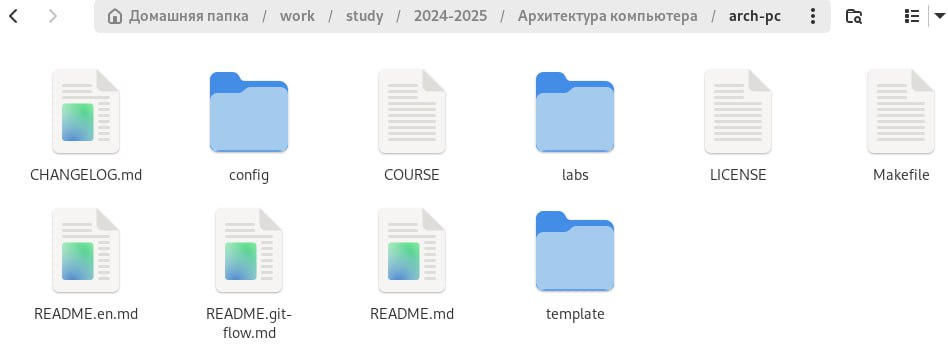 Домашняя папка / work / study / 2024-2025 / Архитектура компьютера / arch-pc
CHANGELOG.md config COURSE labs LICENSE Makefile
README.en.md README.git- README.md template
flow.md